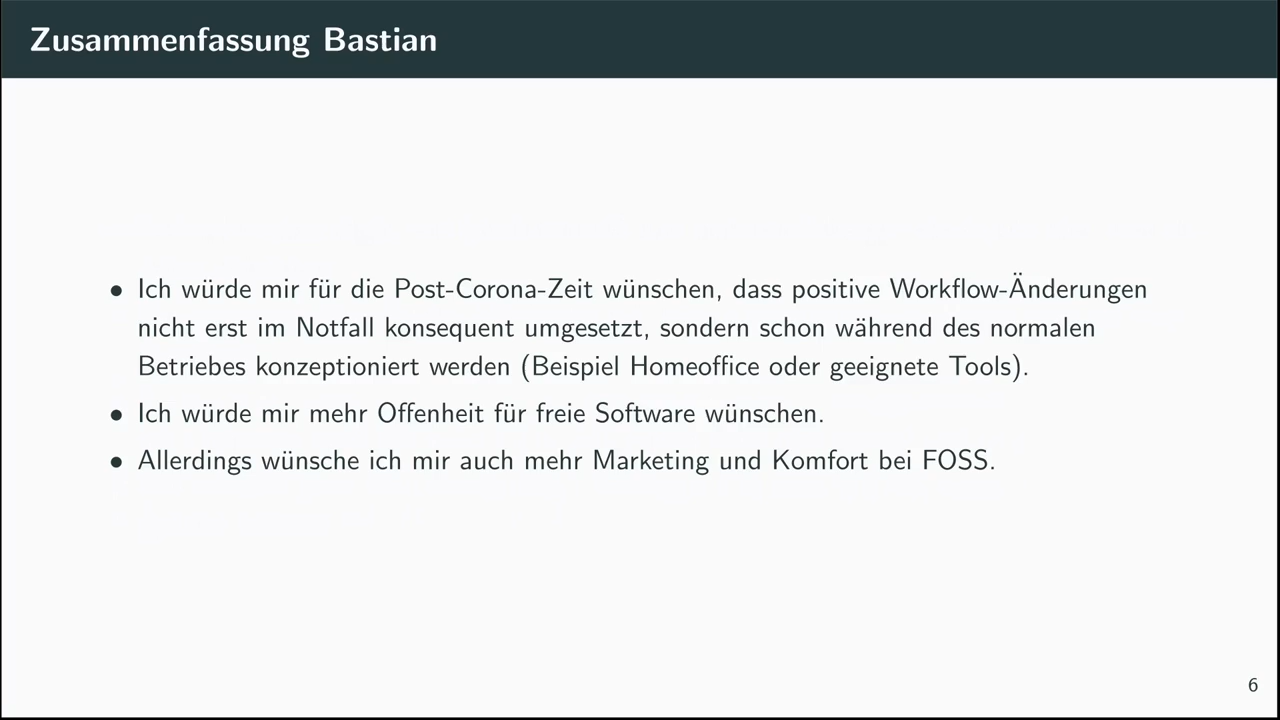 Zusammenfassung Bastian
• Ich würde mir für die Post-Corona-Zeit wünschen, dass positive Workflow-Änderungen
nicht erst im Notfall konsequent umgesetzt, sondern schon während des normalen
Betriebes konzeptioniert werden (Beispiel Homeoffice oder geeignete Tools).
• Ich würde mir mehr Offenheit für freie Software wünschen.
• Allerdings wünsche ich mir auch mehr Marketing und Komfort bei FOSS.
6